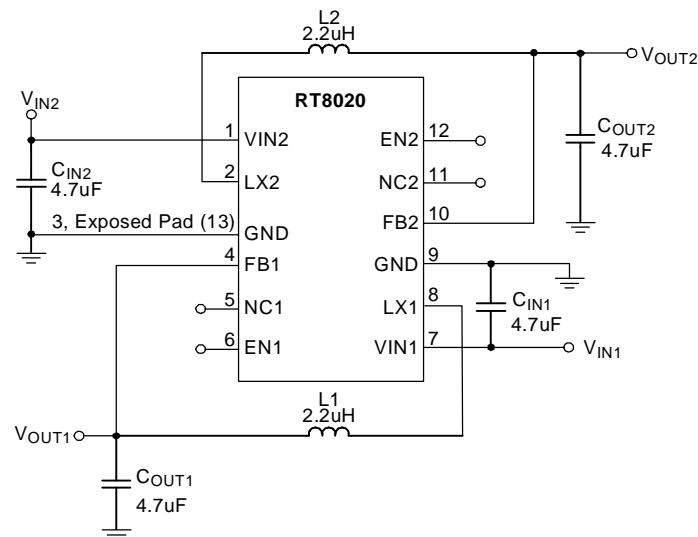 L2
2.2uH
VOUT2
RT8020
VIN2
1
VIN2
12
EN2
COUT2
4.7uF
CIN2
4.7uF
2
LX2
11
NC2
3, Exposed Pad (13)
GND
10
FB2
4
FB1
9
GND
5
NC1
8
LX1
CIN1
4.7uF
6
EN1
7
VIN1
VIN1
L1
2.2uH
VOUT1
COUT1
4.7uF